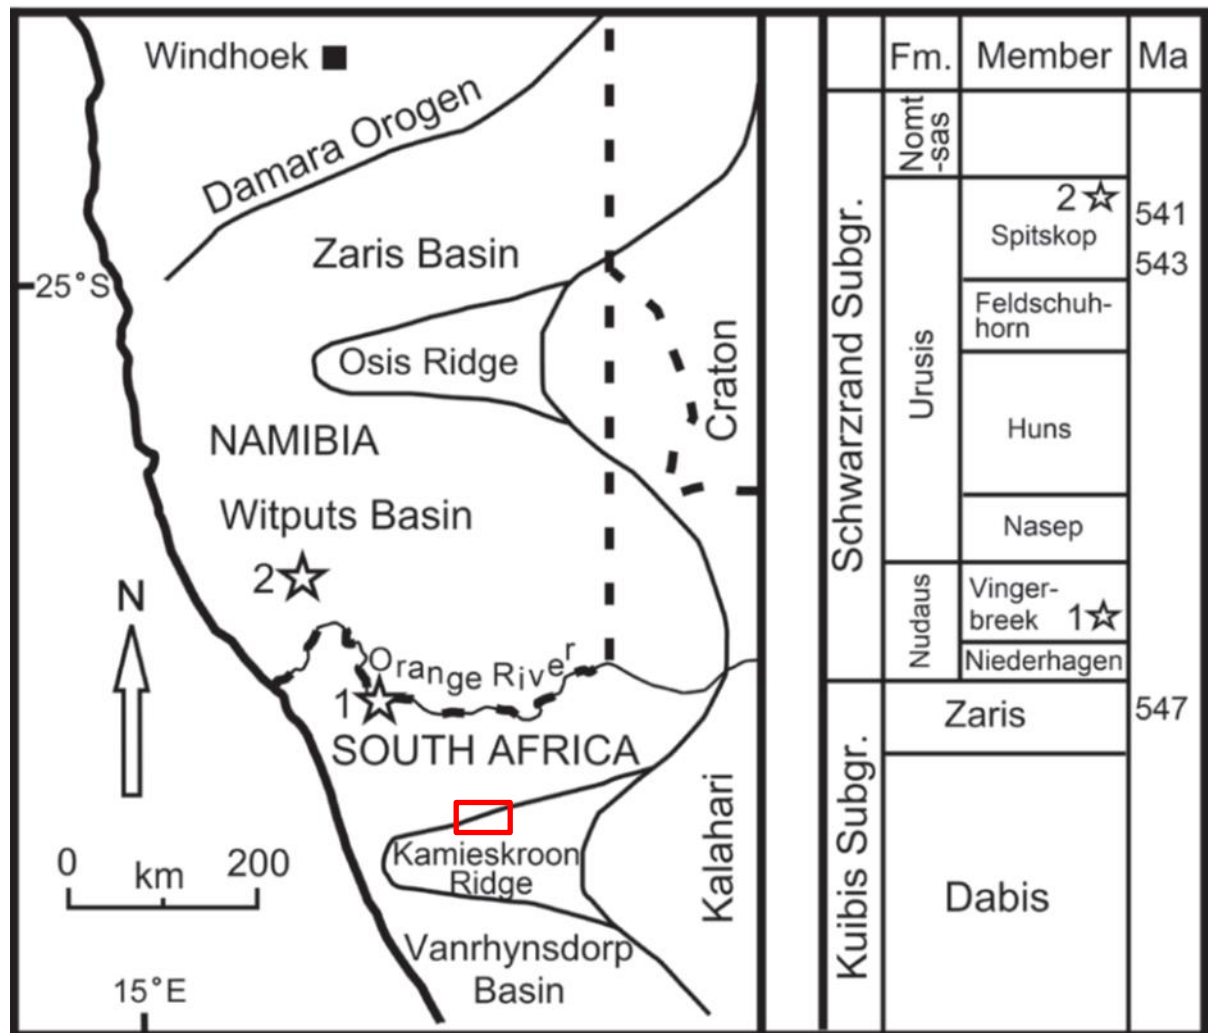 Windhoek
Damara Orogen
Zaris Basin
25°S
Osis Ridge
Craton
NAMIBIA
Witputs Basin
2
N
Orange River
1
SOUTH AFRICA
0
km
200
Kamieskroon
Ridge
Kalahari
Vanrhynsdorp
Basin
15°E
Fm.
Member
Ma
Schwarzrand Subgr.
Nomt
-sas
Urusis
2
Spitskop
541
543
Feldschuh-
horn
Huns
Nasep
Nudaus
Vinger-
breek
1
Niederhagen
Kuibis Subgr.
Zaris
547
Dabis